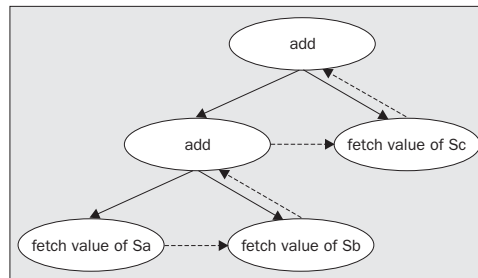 add
add
fetch value of Sc
fetch value of Sa
fetch value of Sb